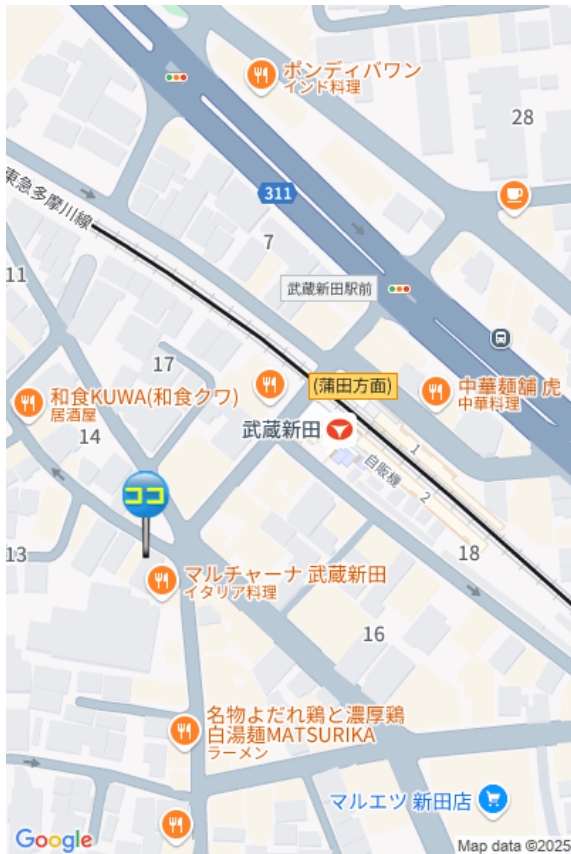 ポンディバワン
インド料理
28
東急多摩川線
311
7
武蔵新田駅前
11
17
(蒲田方面)
中華麺舗 虎
中華料理
和食KUWA(和食クワ)
居酒屋
武蔵新田
14
1
自販機
2
ココ
13
18
マルチャーナ 武蔵新田
イタリア料理
16
名物よだれ鶏と濃厚鶏
白湯麺MATSURIKA
ラーメン
マルエツ 新田店
Google
Map data ©2025